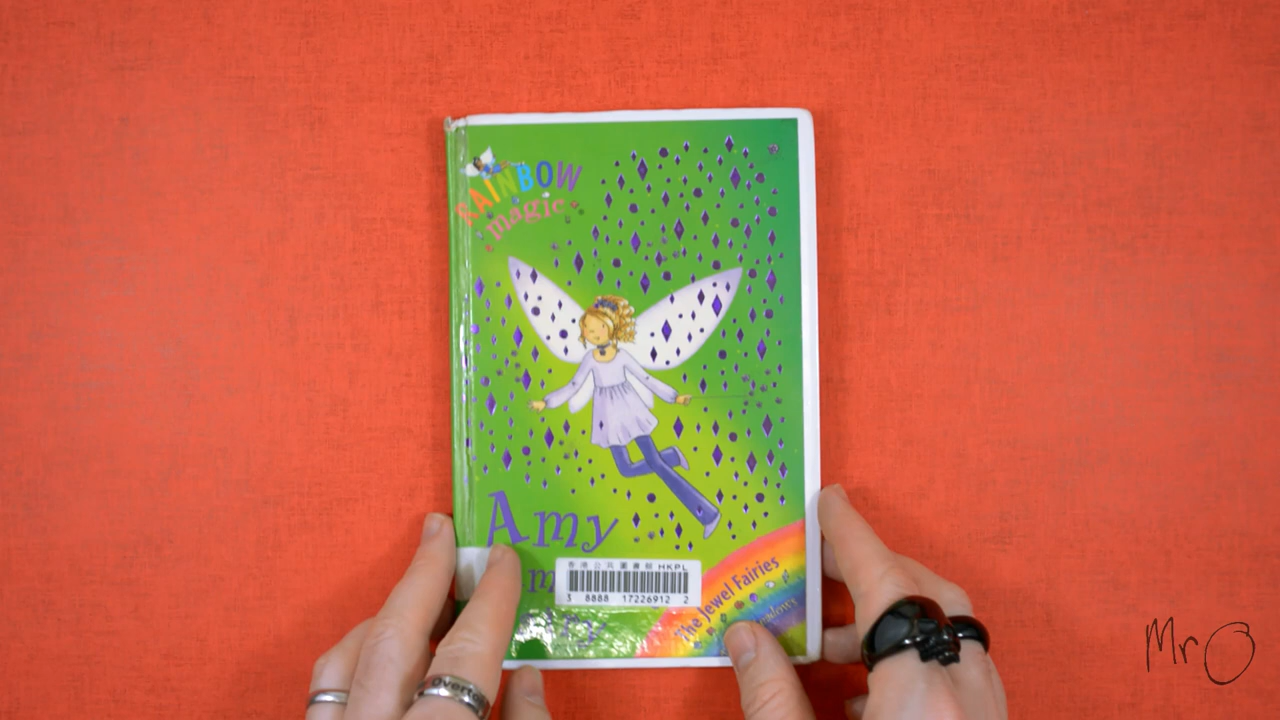 RAINBOW
magic
Amy
香港公共圖書館 HKPL
3 8888 17226912 2
The Jewel Fairies
Mr O